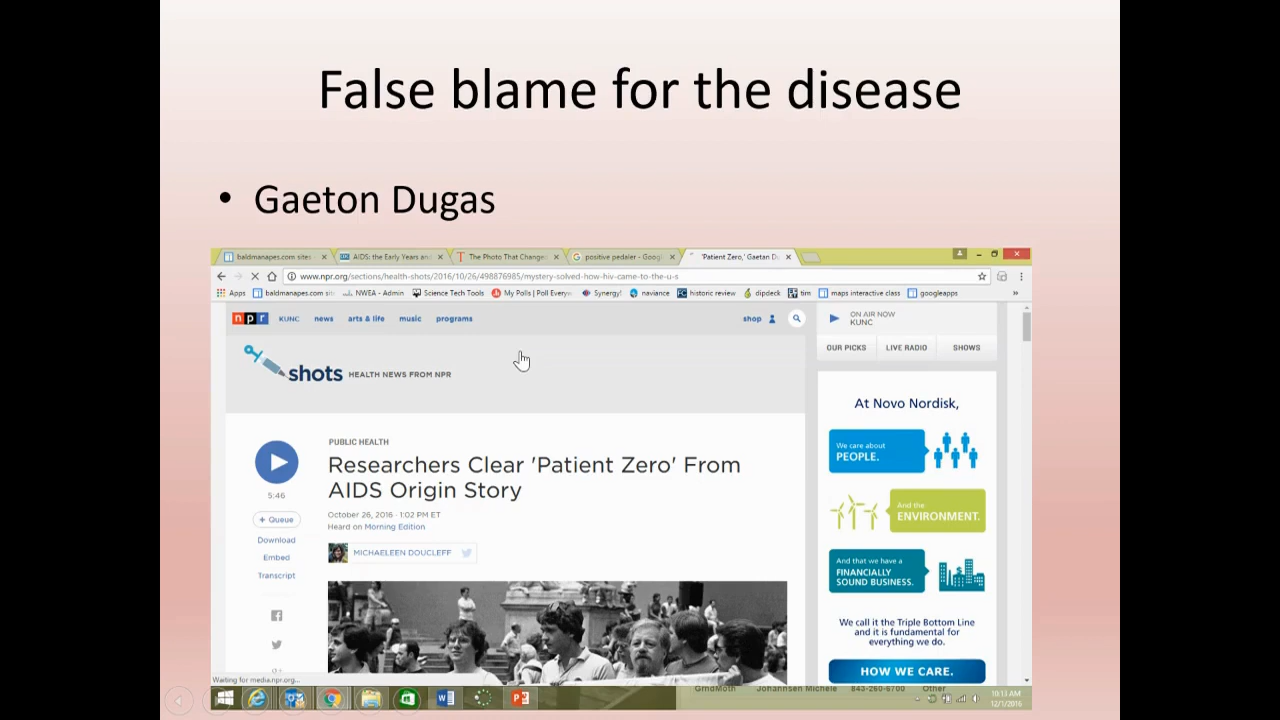 False blame for the disease
• Gaeton Dugas
baldmanapes.com sites -
AIDS: the Early Years and
The Photo That Change
positive pedaler - Googl
'Patient Zero,' Gaetan Du
www.npr.org/sections/health-shots/2016/10/26/498876985/mystery-solved-how-hiv-came-to-the-u-s
Apps baldmanapes.com sit NWEA - Admin Science Tech Tools My Polls | Poll Every Synergy! naviance historic review dipdeck tim maps interactive class googleapps »
npr KUNC news arts & life music programs shop
ON AIR NOW
KUNC
OUR PICKS LIVE RADIO SHOWS
shots HEALTH NEWS FROM NPR
PUBLIC HEALTH
Researchers Clear 'Patient Zero' From
AIDS Origin Story
October 26, 2016 · 1:02 PM ET
Heard on Morning Edition
MICHAELEEN DOUCLEFF
5:46
+ Queue
Download
Embed
Transcript
At Novo Nordisk,
We care about
PEOPLE.
And the
ENVIRONMENT.
And that we have a
FINANCIALLY
SOUND BUSINESS.
We call it the Triple Bottom Line
and it is fundamental for
everything we do.
HOW WE CARE.
Waiting for media.npr.org...
GrndMoth Johannsen Michele 843-260-6700 Other
10:13 AM
12/1/2016